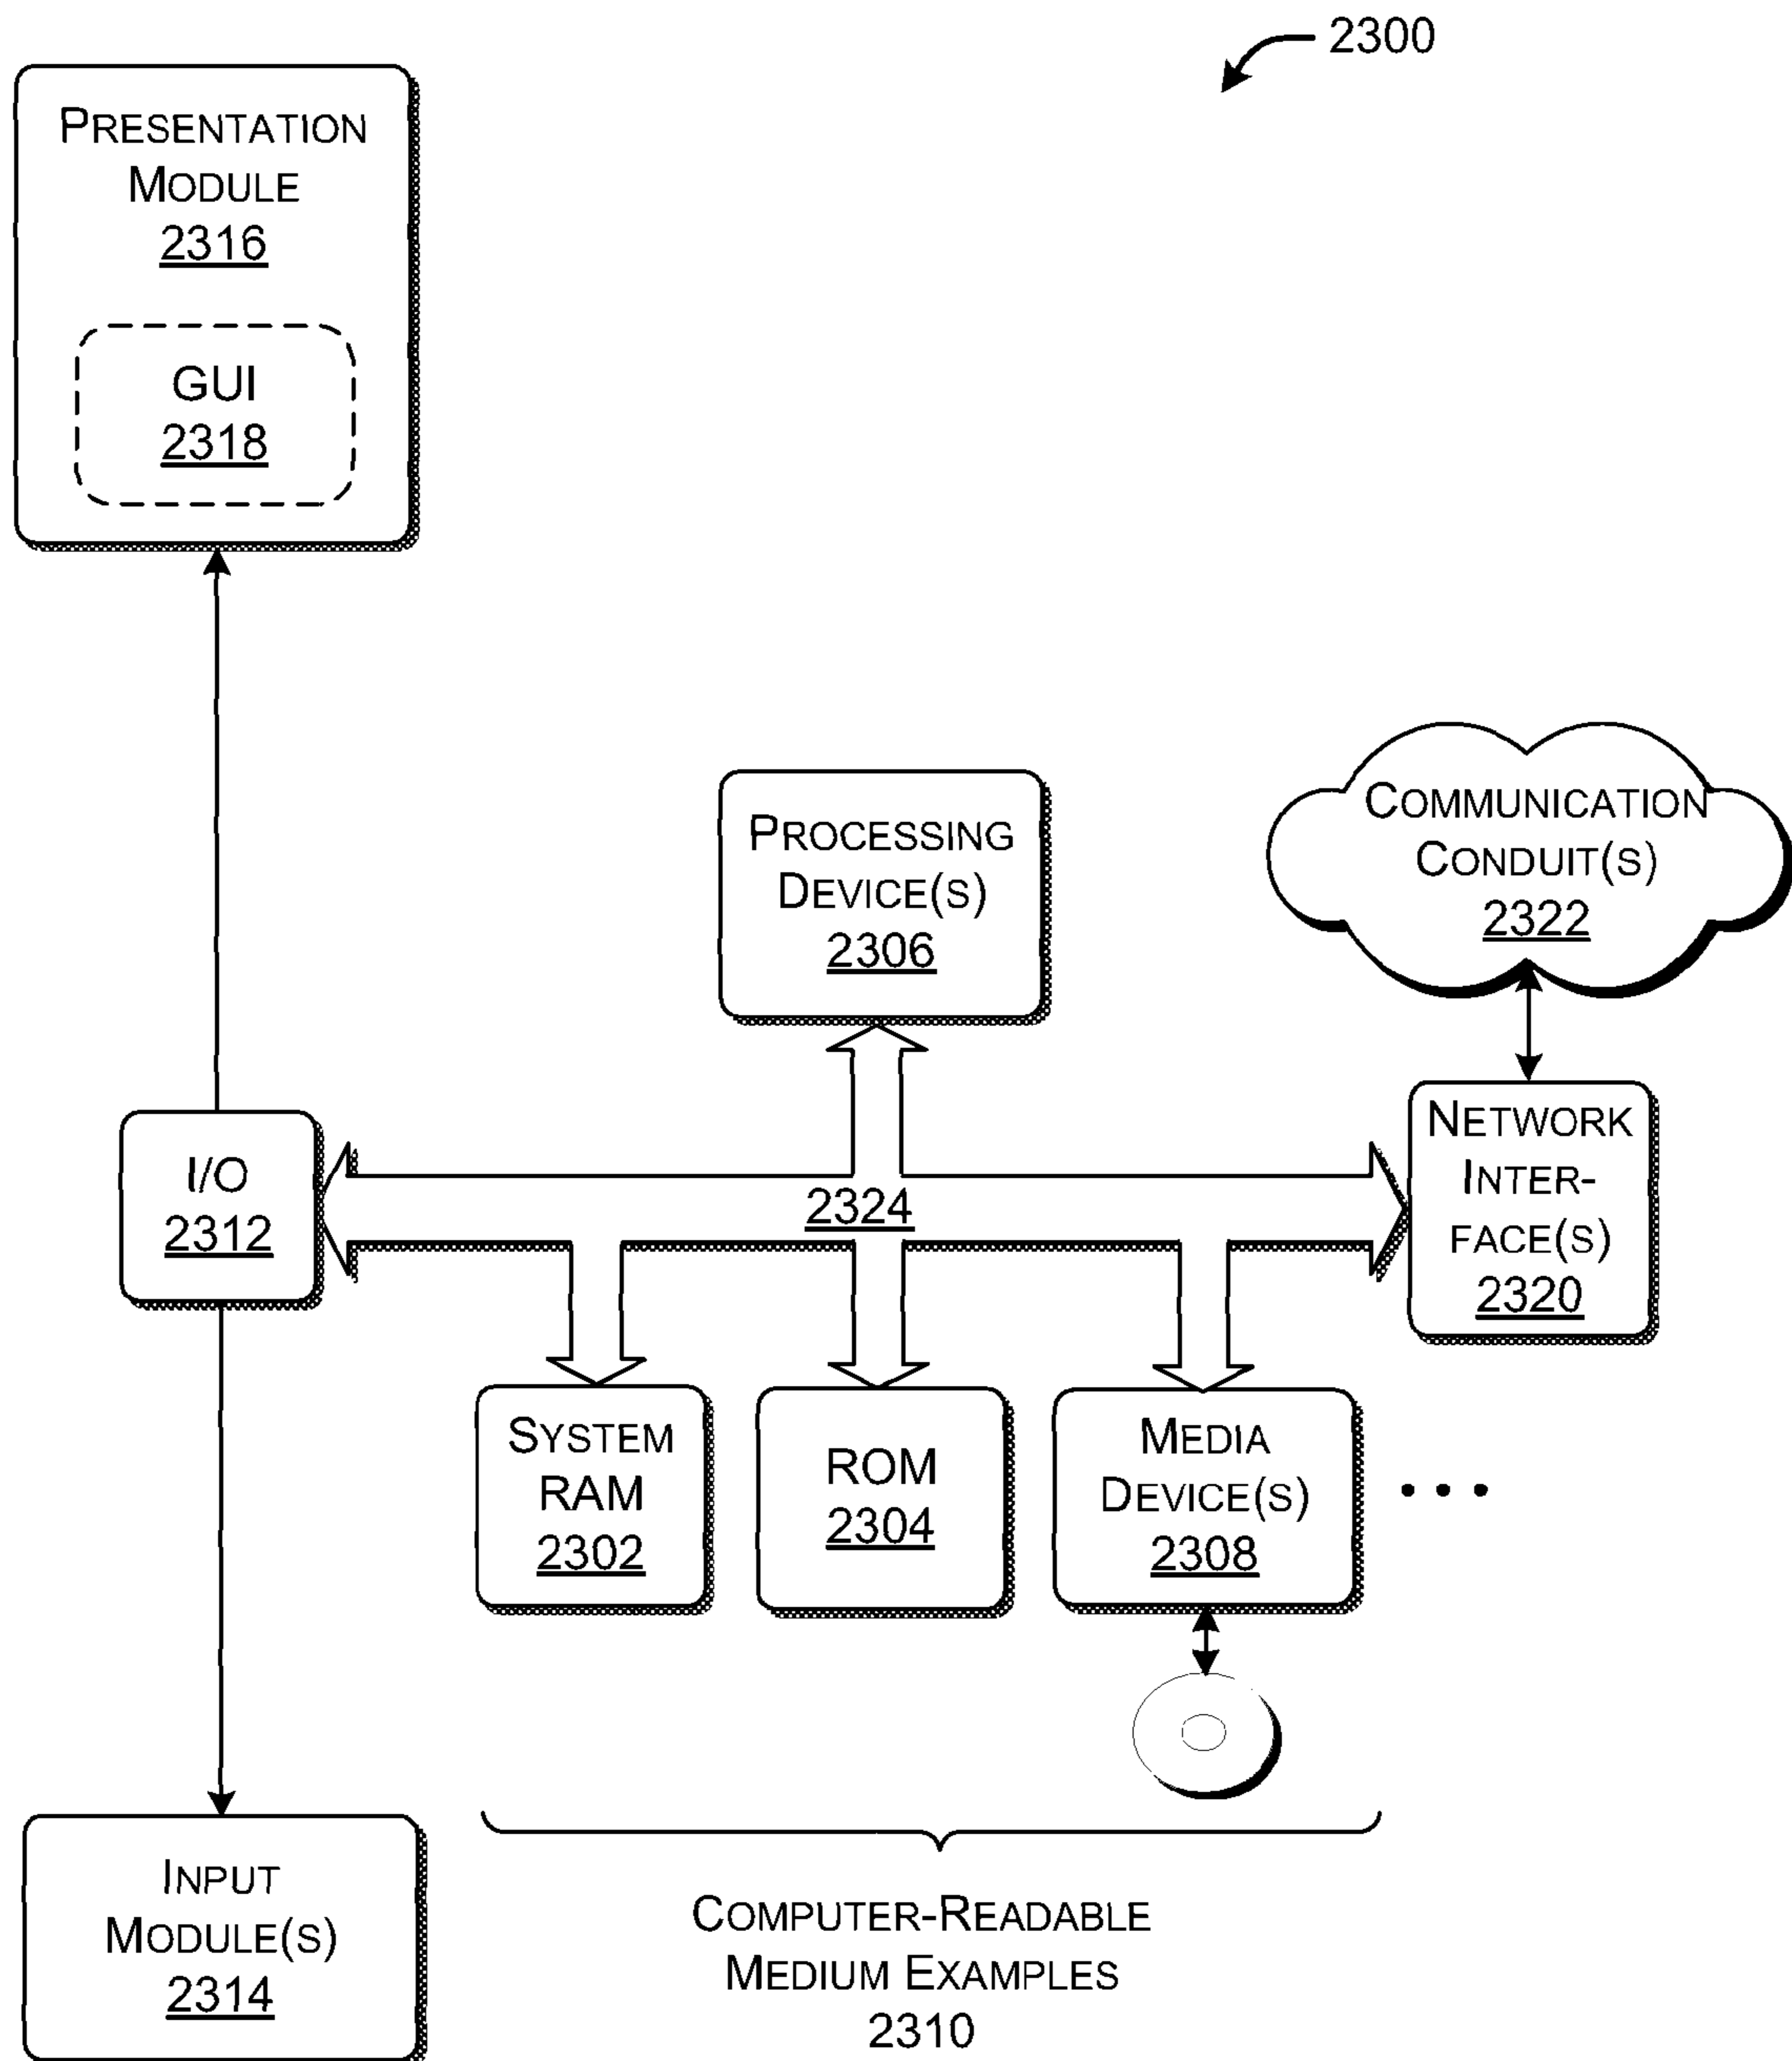 2300
PRESENTATION
MODULE
2316
GUI
2318
PROCESSING
DEVICE(S)
2306
COMMUNICATION
CONDUIT(S)
2322
I/O
2312
2324
NETWORK
INTER-
FACE(S)
2320
SYSTEM
RAM
2302
ROM
2304
MEDIA
DEVICE(S)
2308
• • •
INPUT
MODULE(S)
2314
COMPUTER-READABLE
MEDIUM EXAMPLES
2310